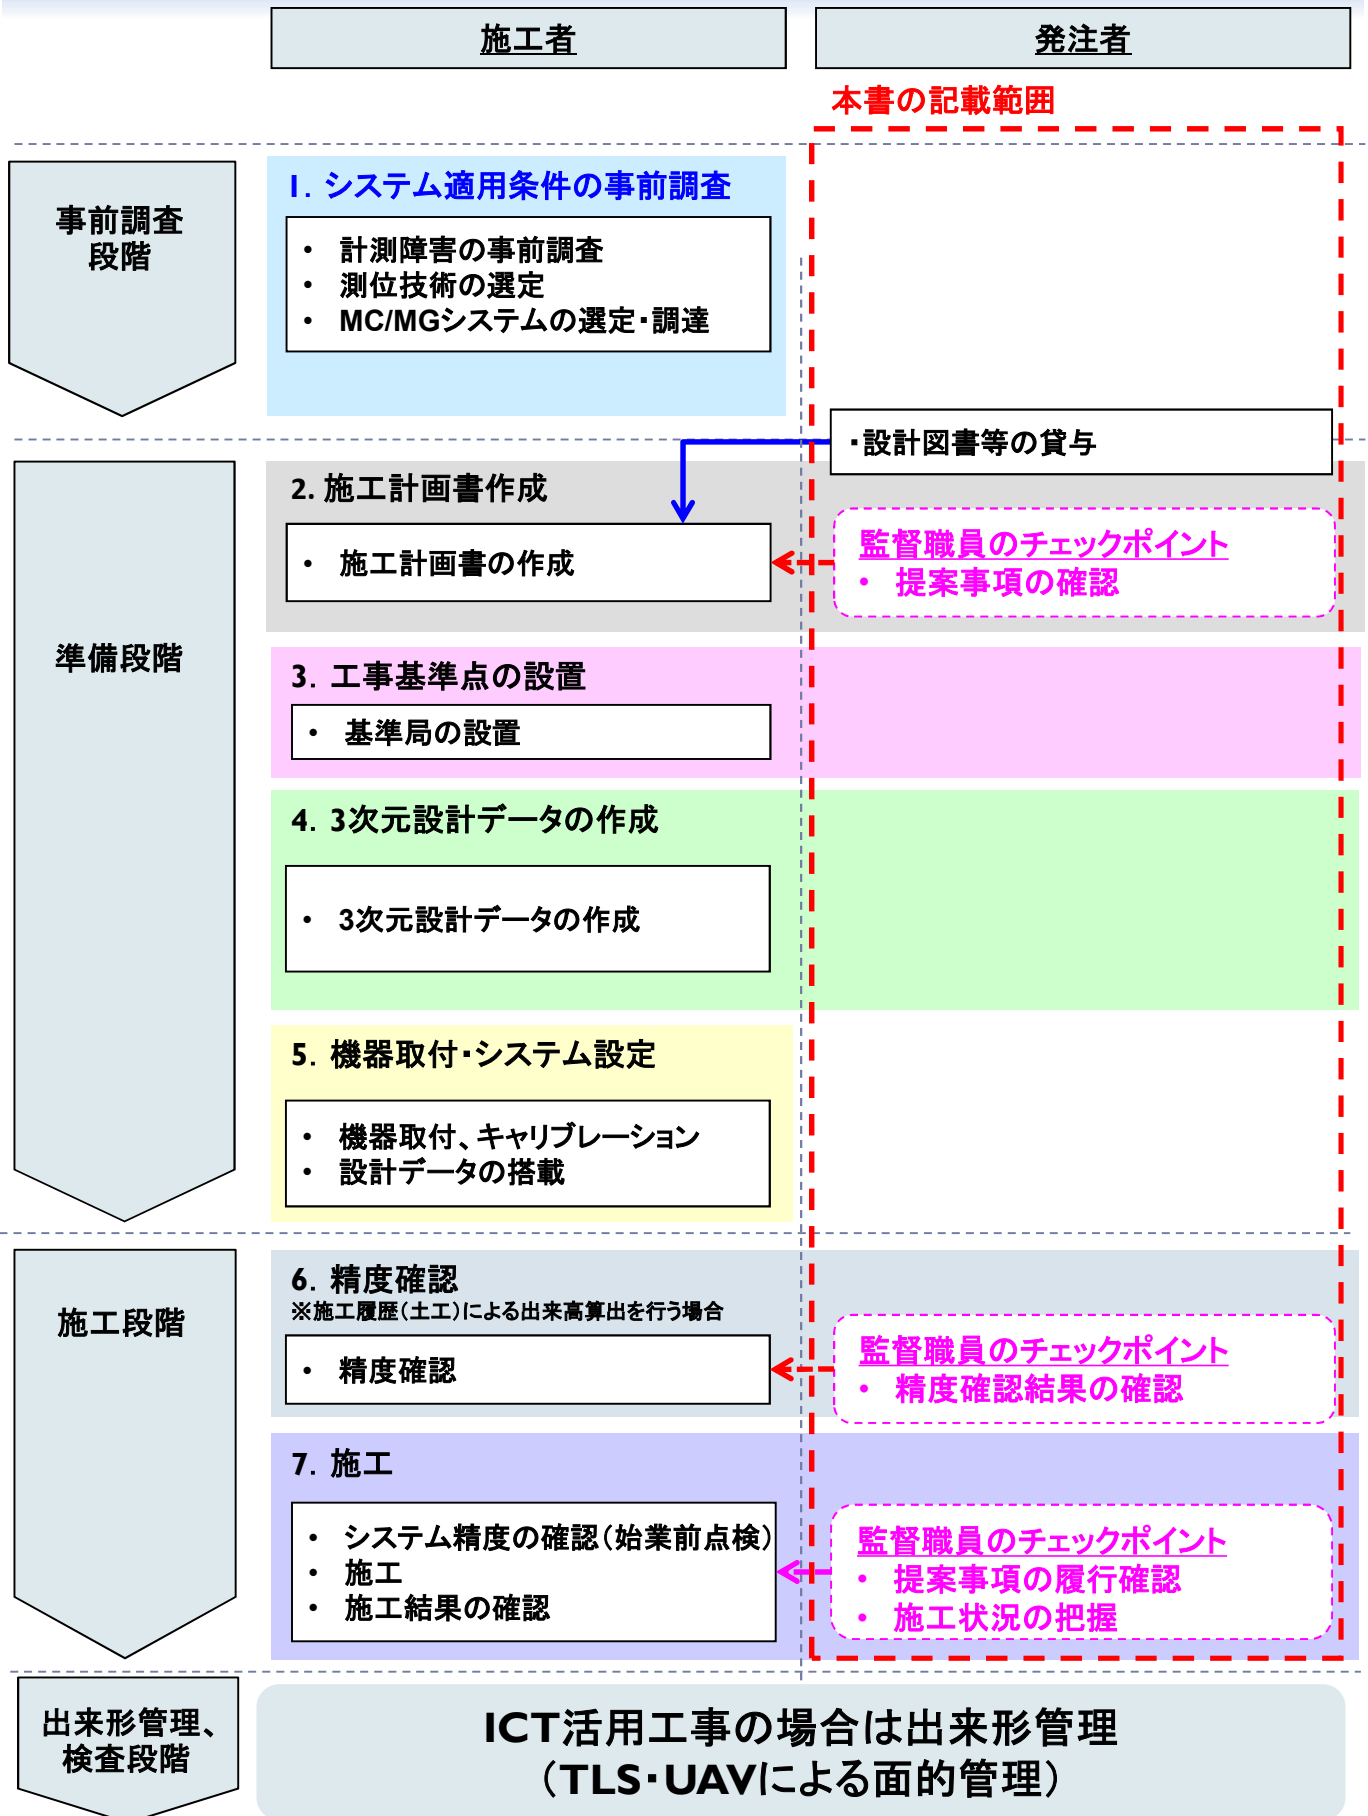 施工者
発注者
本書の記載範囲
事前調査
段階
1. システム適用条件の事前調査
• 計測障害の事前調査
• 測位技術の選定
• MC/MGシステムの選定・調達
・設計図書等の貸与
準備段階
2. 施工計画書作成
• 施工計画書の作成
監督職員のチェックポイント
• 提案事項の確認
3. 工事基準点の設置
• 基準局の設置
4. 3次元設計データの作成
• 3次元設計データの作成
5. 機器取付・システム設定
• 機器取付、キャリブレーション
• 設計データの搭載
施工段階
6. 精度確認
※施工履歴(土工)による出来高算出を行う場合
• 精度確認
監督職員のチェックポイント
• 精度確認結果の確認
7. 施工
• システム精度の確認(始業前点検)
• 施工
• 施工結果の確認
監督職員のチェックポイント
• 提案事項の履行確認
• 施工状況の把握
出来形管理、
検査段階
ICT活用工事の場合は出来形管理
(TLS・UAVによる面的管理)